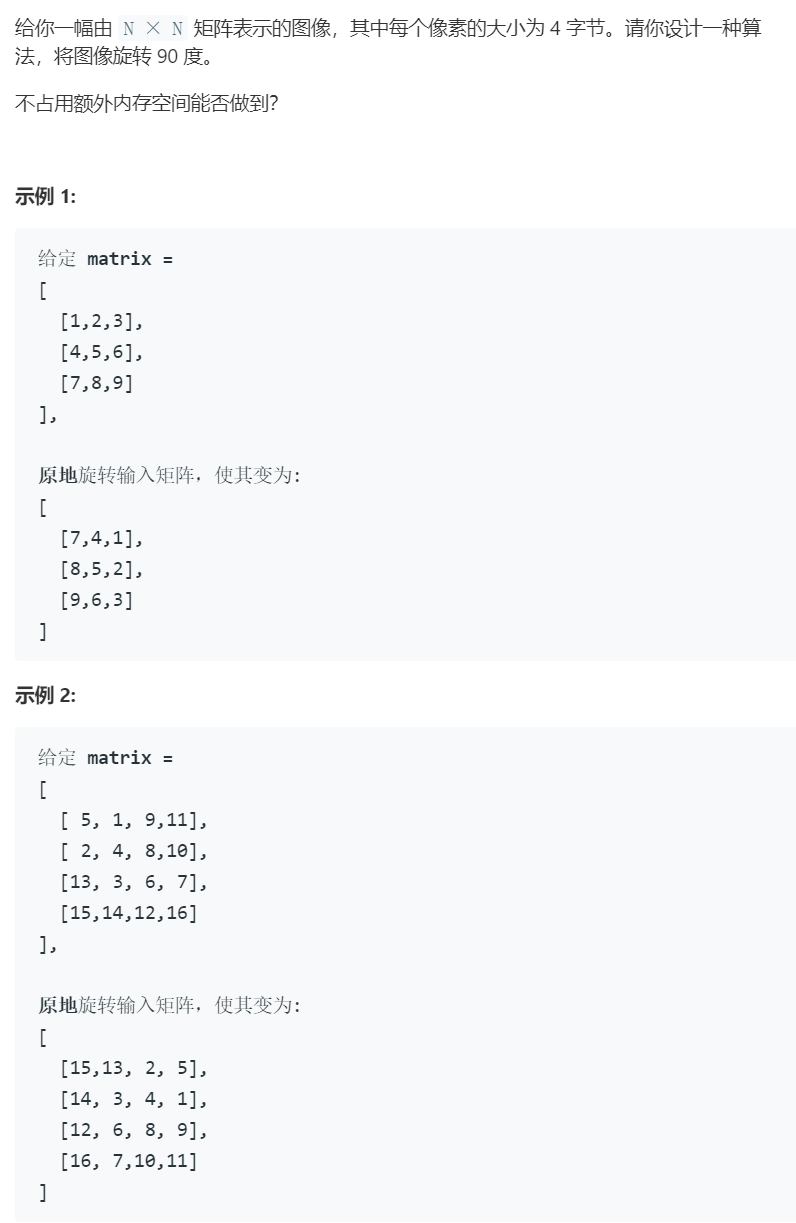 给你一幅由 N × N 矩阵表示的图像，其中每个像素的大小为 4 字节。请你设计一种算
法，将图像旋转 90 度。
不占用额外内存空间能否做到？
示例 1:
给定 matrix =
[
  [1,2,3],
  [4,5,6],
  [7,8,9]
],
原地旋转输入矩阵，使其变为:
[
  [7,4,1],
  [8,5,2],
  [9,6,3]
]
示例 2:
给定 matrix =
[
  [ 5, 1, 9,11],
  [ 2, 4, 8,10],
  [13, 3, 6, 7],
  [15,14,12,16]
],
原地旋转输入矩阵，使其变为:
[
  [15,13, 2, 5],
  [14, 3, 4, 1],
  [12, 6, 8, 9],
  [16, 7,10,11]
]